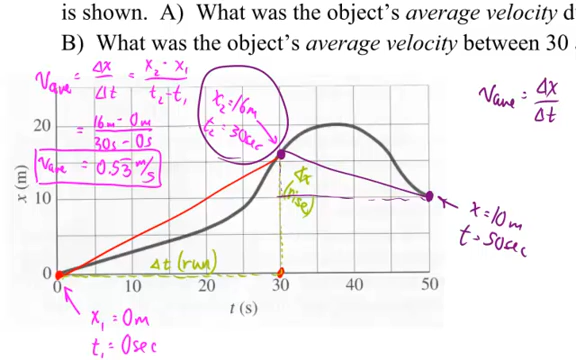 is shown. A) What was the object's average velocity d
B) What was the object's average velocity between 30
Vave = Δx/Δt = x2 - x1/t2 - t1
= 16m - 0m/30s - 0s
Vave = 0.53 m/s
x2 = 16m
t2 = 30sec
Vave = Δx/Δt
x (m)
20
10
0
Δx
(rise)
Δt (run)
x = 10m
t = 50sec
0 10 20 30 40 50
t (s)
x1 = 0m
t1 = 0sec